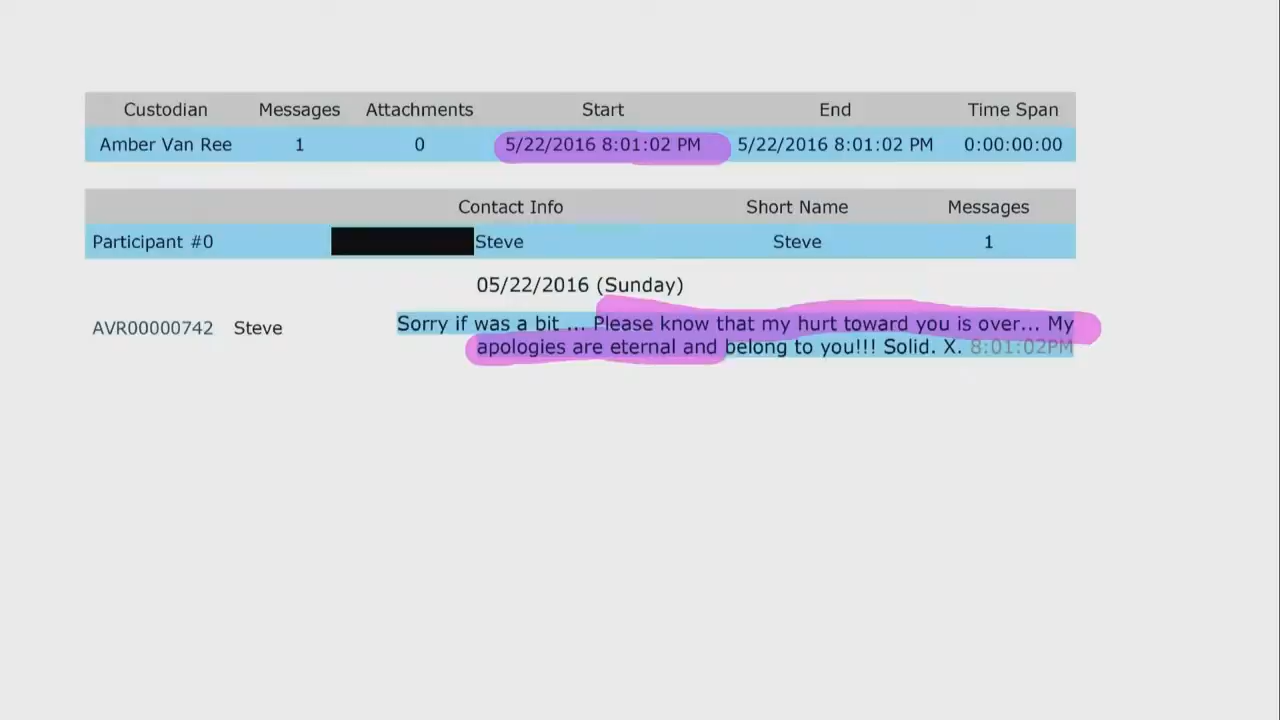 Custodian Messages Attachments Start End Time Span
Amber Van Ree 1 0 5/22/2016 8:01:02 PM 5/22/2016 8:01:02 PM 0:00:00:00
Contact Info Short Name Messages
Participant #0 Steve Steve 1
05/22/2016 (Sunday)
AVR00000742 Steve Sorry if was a bit ... Please know that my hurt toward you is over... My
apologies are eternal and belong to you!!! Solid. X. 8:01:02PM